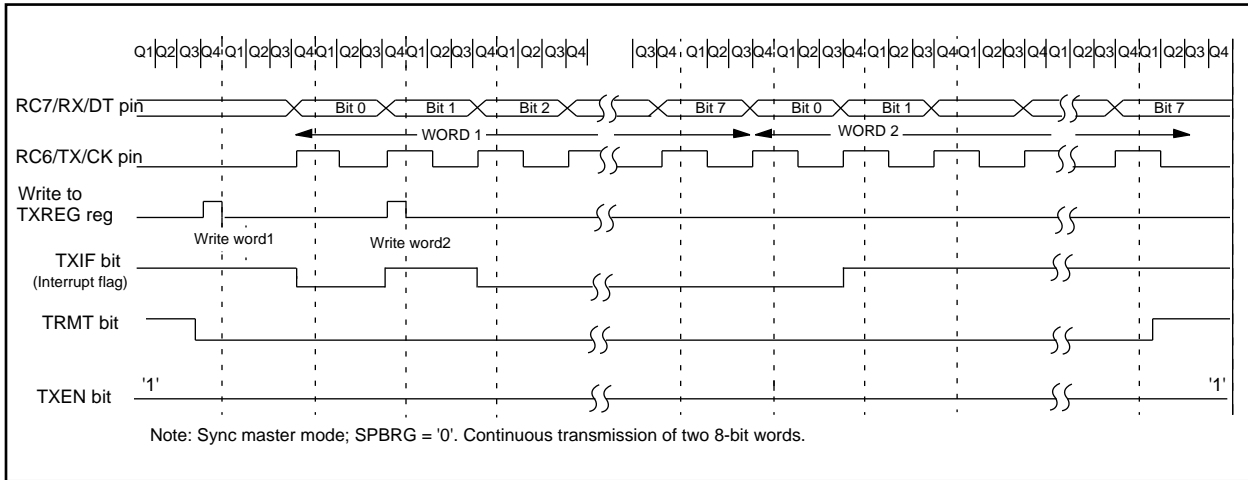 Q1 Q2 Q3 Q4 Q1 Q2 Q3 Q4 Q1 Q2 Q3 Q4 Q1 Q2 Q3 Q4 Q1 Q2 Q3 Q4 Q3 Q4 Q1 Q2 Q3 Q4 Q1 Q2 Q3 Q4 Q1 Q2 Q3 Q4 Q1 Q2 Q3 Q4 Q1 Q2 Q3 Q4 Q1 Q2 Q3 Q4
RC7/RX/DT pin Bit 0 Bit 1 Bit 2 Bit 7 Bit 0 Bit 1 Bit 7
WORD 1 WORD 2
RC6/TX/CK pin
Write to
TXREG reg
Write word1 Write word2
TXIF bit
(Interrupt flag)
TRMT bit
TXEN bit '1' '1'
Note: Sync master mode; SPBRG = '0'. Continuous transmission of two 8-bit words.